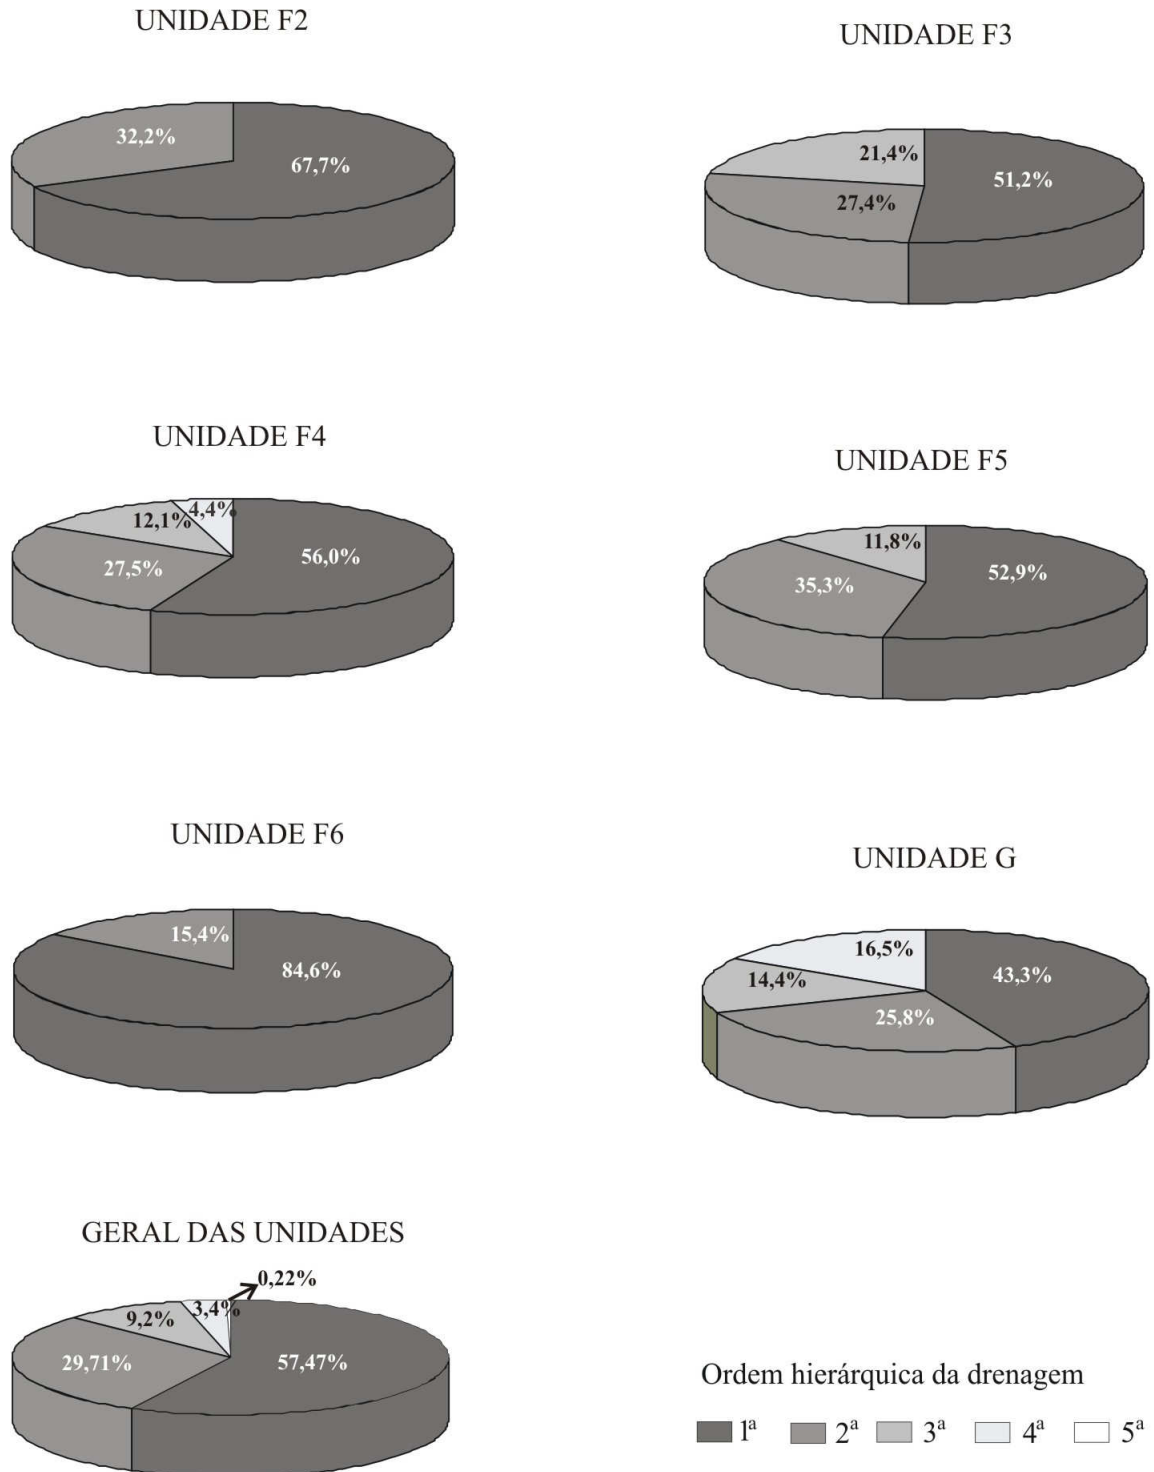 UNIDADE F2
32,2%
67,7%
UNIDADE F3
21,4%
51,2%
27,4%
UNIDADE F4
4,4%
12,1%
56,0%
27,5%
UNIDADE F5
11,8%
52,9%
35,3%
UNIDADE F6
15,4%
84,6%
UNIDADE G
16,5%
43,3%
14,4%
25,8%
GERAL DAS UNIDADES
0,22%
3,4%
9,2%
29,71%
57,47%
Ordem hierárquica da drenagem
1ª 2ª 3ª 4ª 5ª